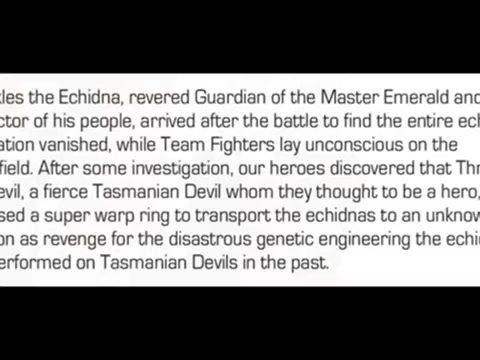 les the Echidna, revered Guardian of the Master Emerald and
ctor of his people, arrived after the battle to find the entire ech
ation vanished, while Team Fighters lay unconscious on the
field. After some investigation, our heroes discovered that Thr
evil, a fierce Tasmanian Devil whom they thought to be a hero,
sed a super warp ring to transport the echidnas to an unknow
on as revenge for the disastrous genetic engineering the echi
erformed on Tasmanian Devils in the past.